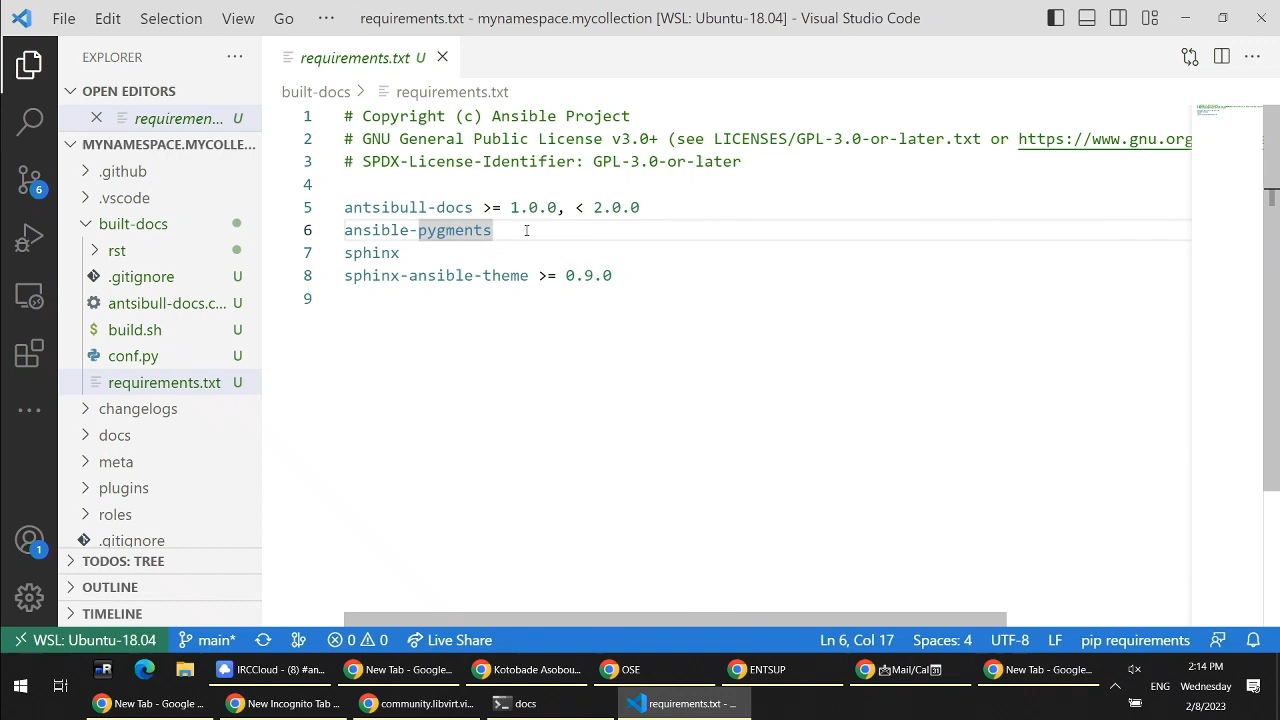 File Edit Selection View Go ··· requirements.txt - mynamespace.mycollection [WSL: Ubuntu-18.04] - Visual Studio Code
EXPLORER ···
requirements.txt U
OPEN EDITORS
requiremen... U
built-docs > requirements.txt
MYNAMESPACE.MYCOLLE...
.github
.vscode
built-docs
rst
.gitignore
antsibull-docs.c... U
build.sh U
conf.py U
requirements.txt U
changelogs
docs
meta
plugins
roles
.gitignore
TODOS: TREE
OUTLINE
TIMELINE
6
1
1 # Copyright (c) Ansible Project
2 # GNU General Public License v3.0+ (see LICENSES/GPL-3.0-or-later.txt or https://www.gnu.org
3 # SPDX-License-Identifier: GPL-3.0-or-later
4
5 antsibull-docs >= 1.0.0, < 2.0.0
6 ansible-pygments
7 sphinx
8 sphinx-ansible-theme >= 0.9.0
9
WSL: Ubuntu-18.04 main* 0 0 Live Share Ln 6, Col 17 Spaces: 4 UTF-8 LF pip requirements
IRCCloud - (8) #an... New Tab - Google... Kotobade Asobou... OSE ENTSUP Mail/Cal New Tab - Google... 2:14 PM
ENG Wednesday
New Tab - Google ... New Incognito Tab ... community.libvirt.vi... docs requirements.txt - ... 2/8/2023